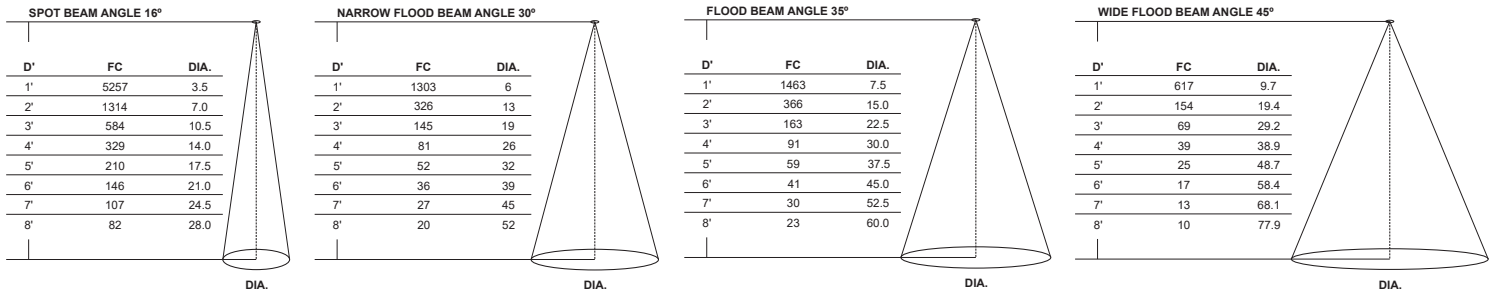 SPOT BEAM ANGLE 16º
D' FC DIA.
1' 5257 3.5
2' 1314 7.0
3' 584 10.5
4' 329 14.0
5' 210 17.5
6' 146 21.0
7' 107 24.5
8' 82 28.0
DIA.
NARROW FLOOD BEAM ANGLE 30º
D' FC DIA.
1' 1303 6
2' 326 13
3' 145 19
4' 81 26
5' 52 32
6' 36 39
7' 27 45
8' 20 52
DIA.
FLOOD BEAM ANGLE 35º
D' FC DIA.
1' 1463 7.5
2' 366 15.0
3' 163 22.5
4' 91 30.0
5' 59 37.5
6' 41 45.0
7' 30 52.5
8' 23 60.0
DIA.
WIDE FLOOD BEAM ANGLE 45º
D' FC DIA.
1' 617 9.7
2' 154 19.4
3' 69 29.2
4' 39 38.9
5' 25 48.7
6' 17 58.4
7' 13 68.1
8' 10 77.9
DIA.